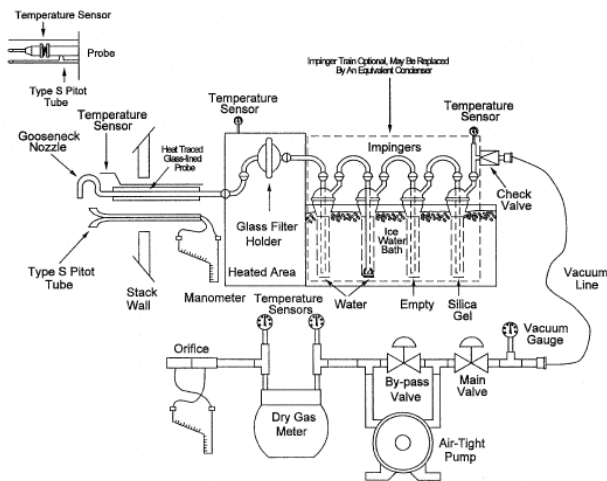 Temperature Sensor
Probe
Type S Pitot
Tube
Impinger Train Optional, May Be Replaced
By An Equivalent Condenser
Temperature
Sensor
Gooseneck
Nozzle
Temperature
Sensor
Heat Traced
Glass-lined
Probe
Impingers
Temperature
Sensor
Check
Valve
Glass Filter
Holder
Heated Area
Ice
Water
Bath
Type S Pitot
Tube
Stack
Wall
Manometer
Water
Empty
Silica
Gel
Vacuum
Line
Temperature
Sensors
Vacuum
Gauge
Orifice
By-pass
Valve
Main
Valve
Dry Gas
Meter
Air-Tight
Pump